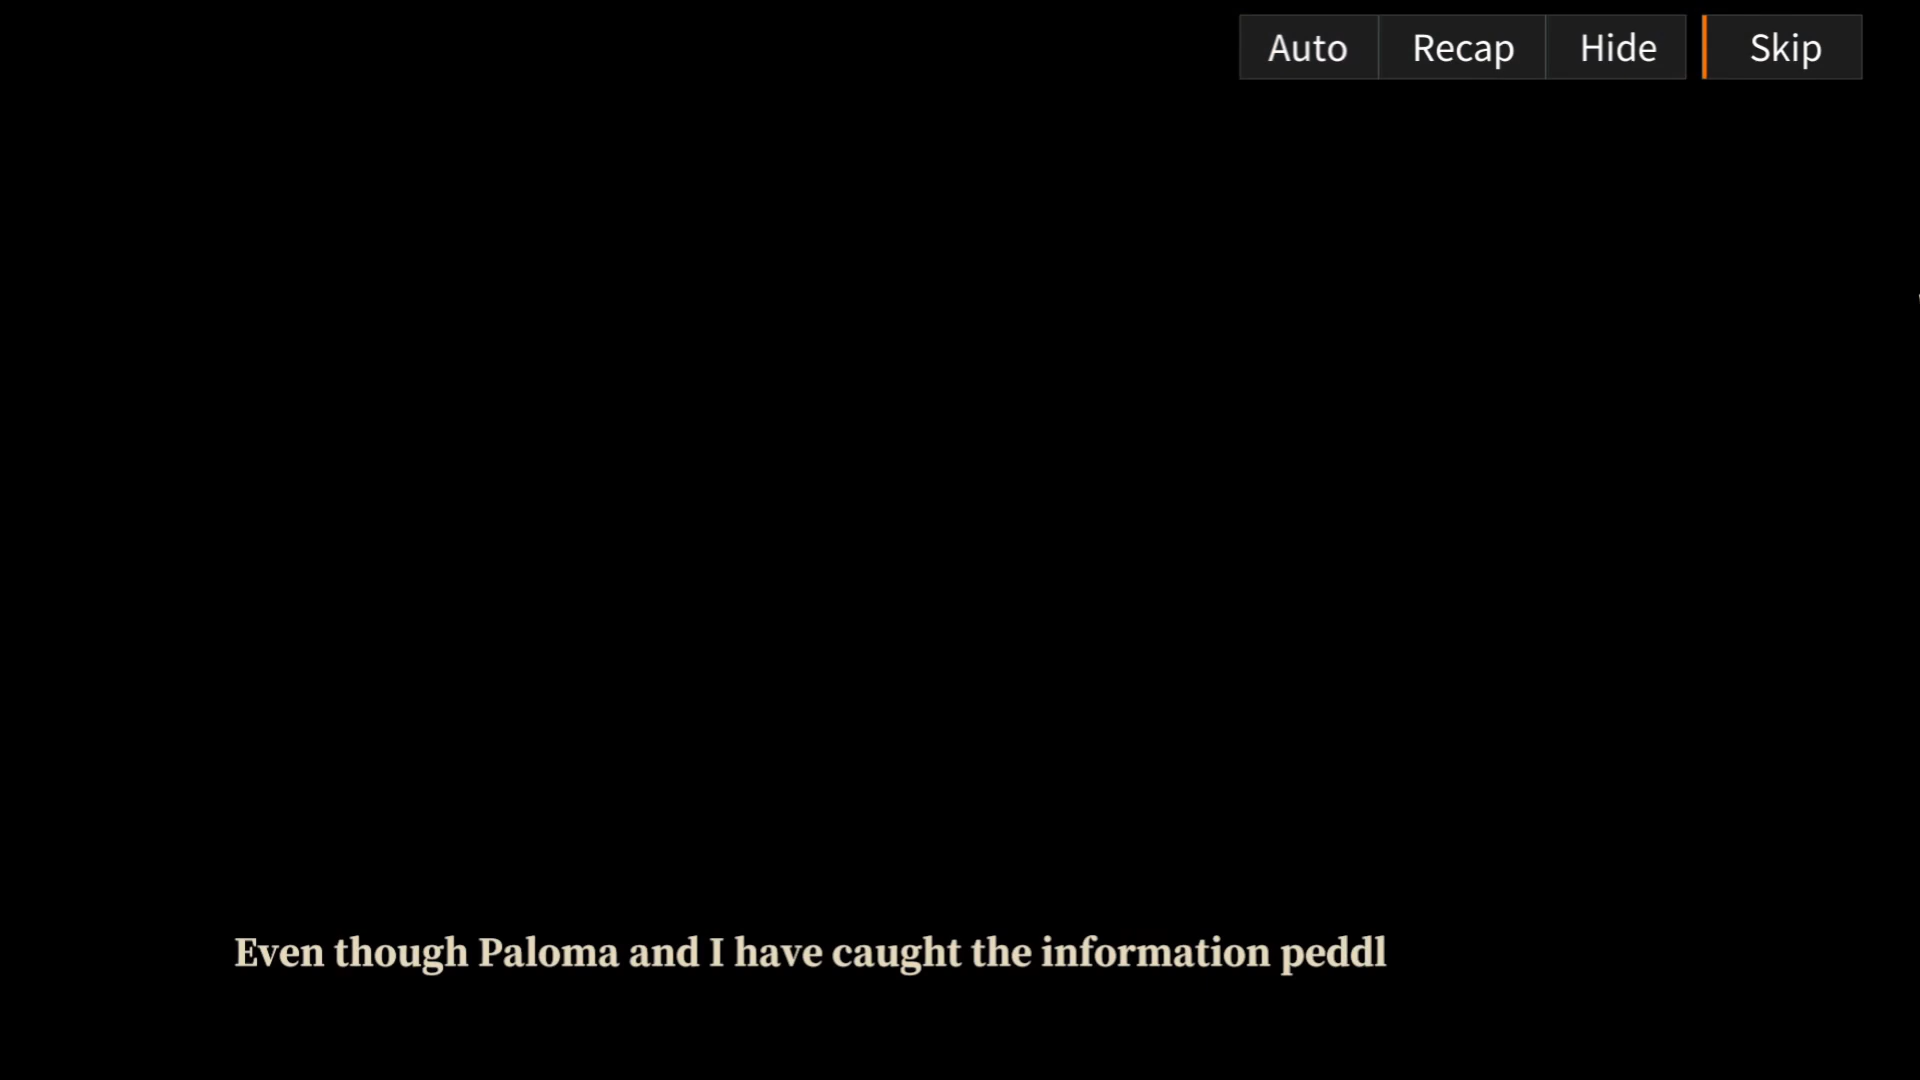 Auto Recap Hide Skip
Even though Paloma and I have caught the information peddl